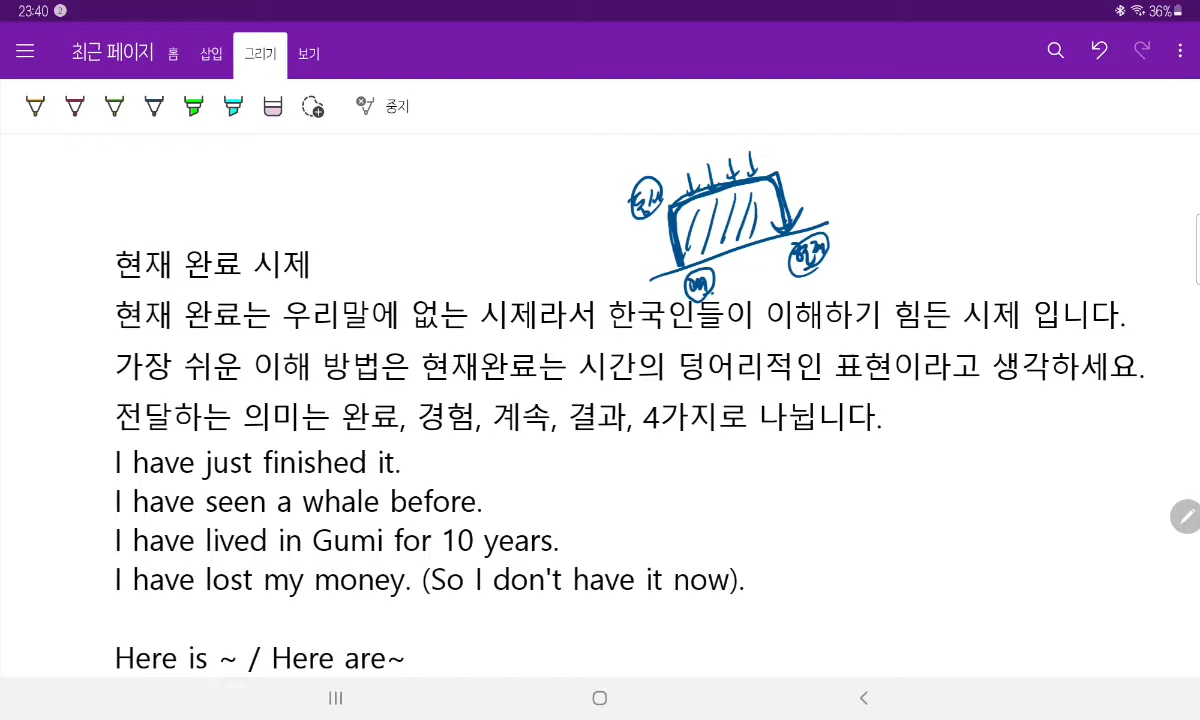 23:40 2 36%
최근 페이지 홈 삽입 그리기 보기
중지
현재 완료 시제
현재 완료는 우리말에 없는 시제라서 한국인들이 이해하기 힘든 시제 입니다.
가장 쉬운 이해 방법은 현재완료는 시간의 덩어리적인 표현이라고 생각하세요.
전달하는 의미는 완료, 경험, 계속, 결과, 4가지로 나뉩니다.
I have just finished it.
I have seen a whale before.
I have lived in Gumi for 10 years.
I have lost my money. (So I don't have it now).
Here is ~ / Here are~